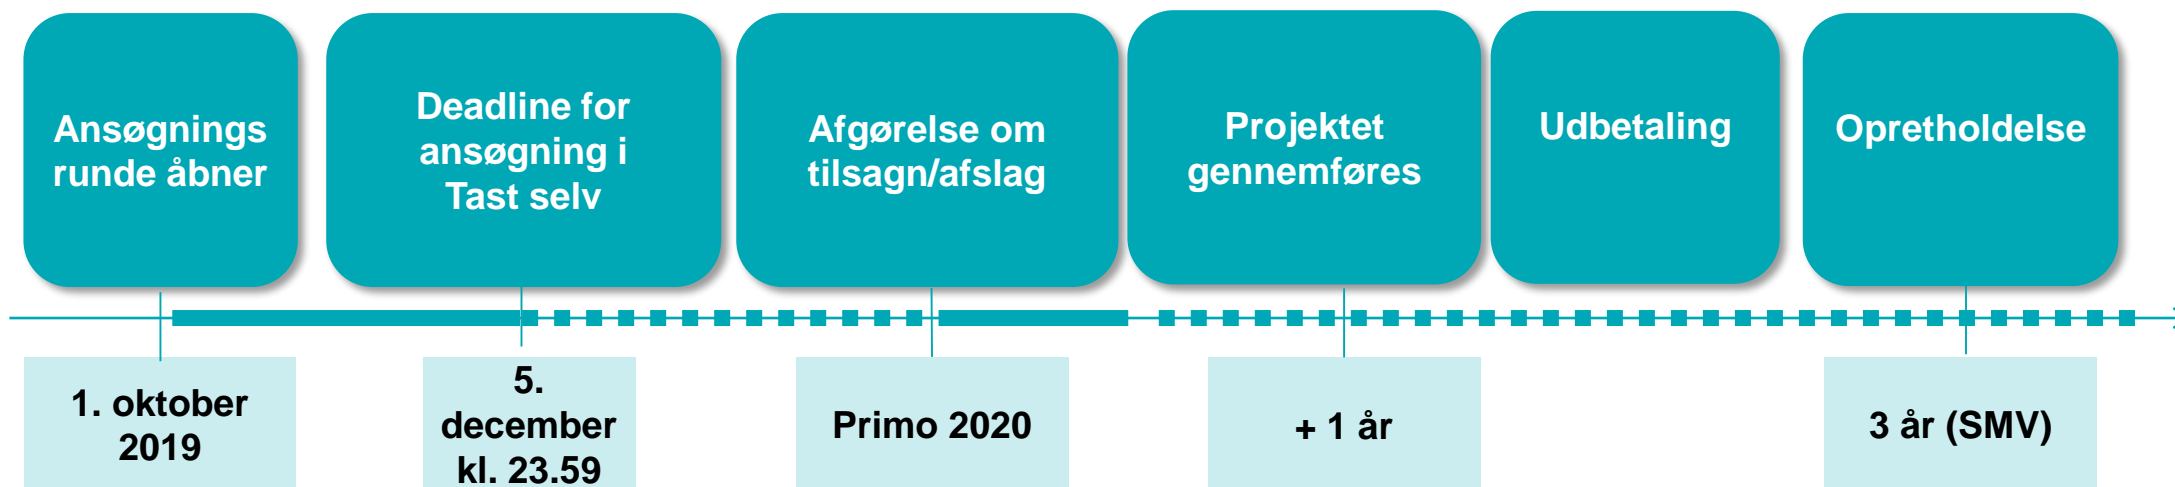 Ansøgnings
runde åbner
Deadline for
ansøgning i
Tast selv
Afgørelse om
tilsagn/afslag
Projektet
gennemføres
Udbetaling
Opretholdelse
1. oktober
2019
5.
december
kl. 23.59
Primo 2020
+ 1 år
3 år (SMV)